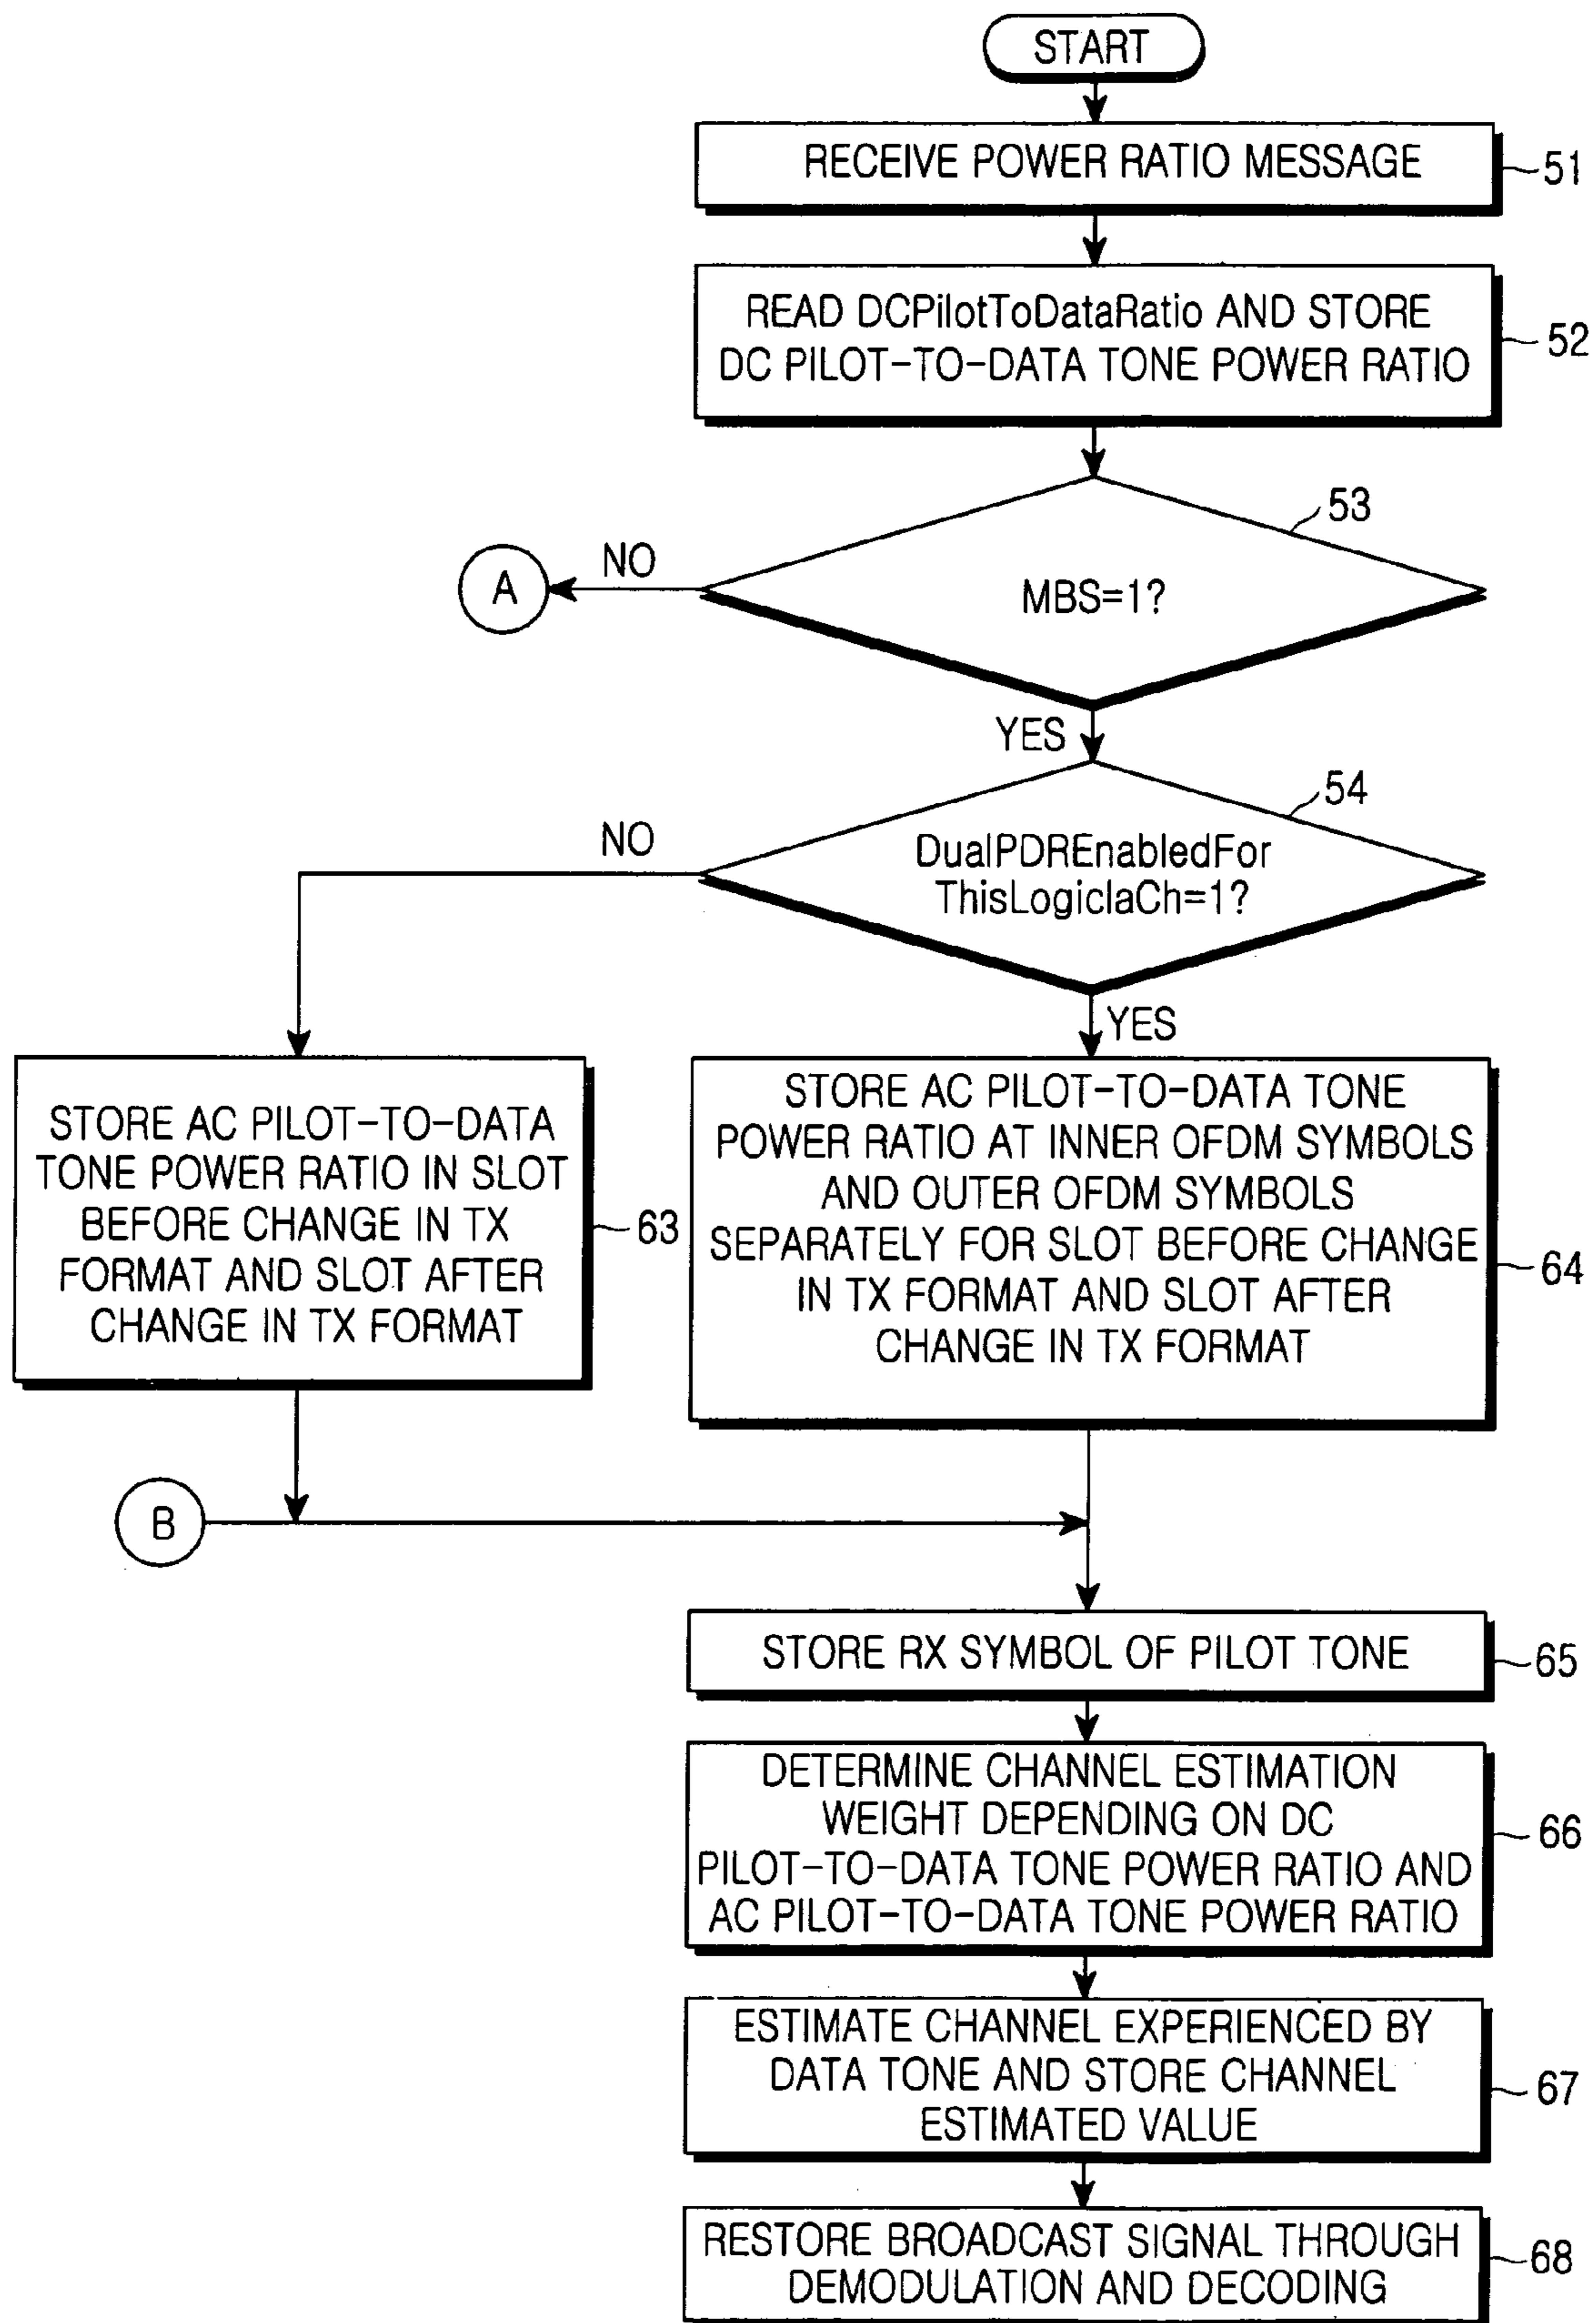 START
RECEIVE POWER RATIO MESSAGE
51
READ DCPilotToDataRatio AND STORE
DC PILOT-TO-DATA TONE POWER RATIO
52
53
MBS=1?
NO
A
YES
54
DualPDREnabledFor
ThisLogiclaCh=1?
NO
YES
STORE AC PILOT-TO-DATA
TONE POWER RATIO IN SLOT
BEFORE CHANGE IN TX
FORMAT AND SLOT AFTER
CHANGE IN TX FORMAT
63
STORE AC PILOT-TO-DATA TONE
POWER RATIO AT INNER OFDM SYMBOLS
AND OUTER OFDM SYMBOLS
SEPARATELY FOR SLOT BEFORE CHANGE
IN TX FORMAT AND SLOT AFTER
CHANGE IN TX FORMAT
64
B
STORE RX SYMBOL OF PILOT TONE
65
DETERMINE CHANNEL ESTIMATION
WEIGHT DEPENDING ON DC
PILOT-TO-DATA TONE POWER RATIO AND
AC PILOT-TO-DATA TONE POWER RATIO
66
ESTIMATE CHANNEL EXPERIENCED BY
DATA TONE AND STORE CHANNEL
ESTIMATED VALUE
67
RESTORE BROADCAST SIGNAL THROUGH
DEMODULATION AND DECODING
68